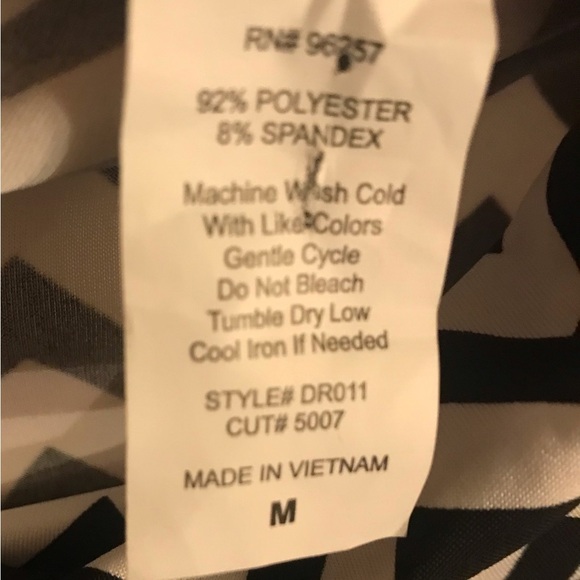 RN# 96257
92% POLYESTER
8% SPANDEX
Machine Wash Cold
With Like Colors
Gentle Cycle
Do Not Bleach
Tumble Dry Low
Cool Iron If Needed
STYLE# DR011
CUT# 5007
MADE IN VIETNAM
M